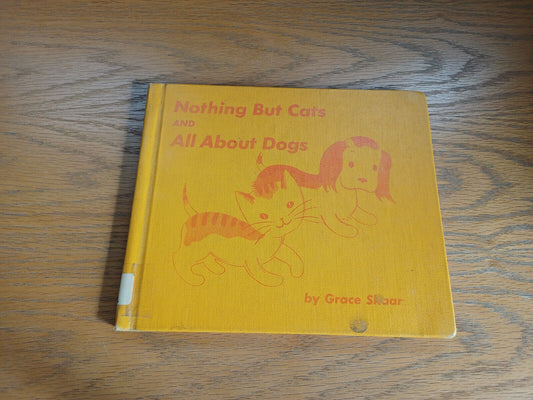 Nothing But Cats
AND
All About Dogs
by Grace Skaar